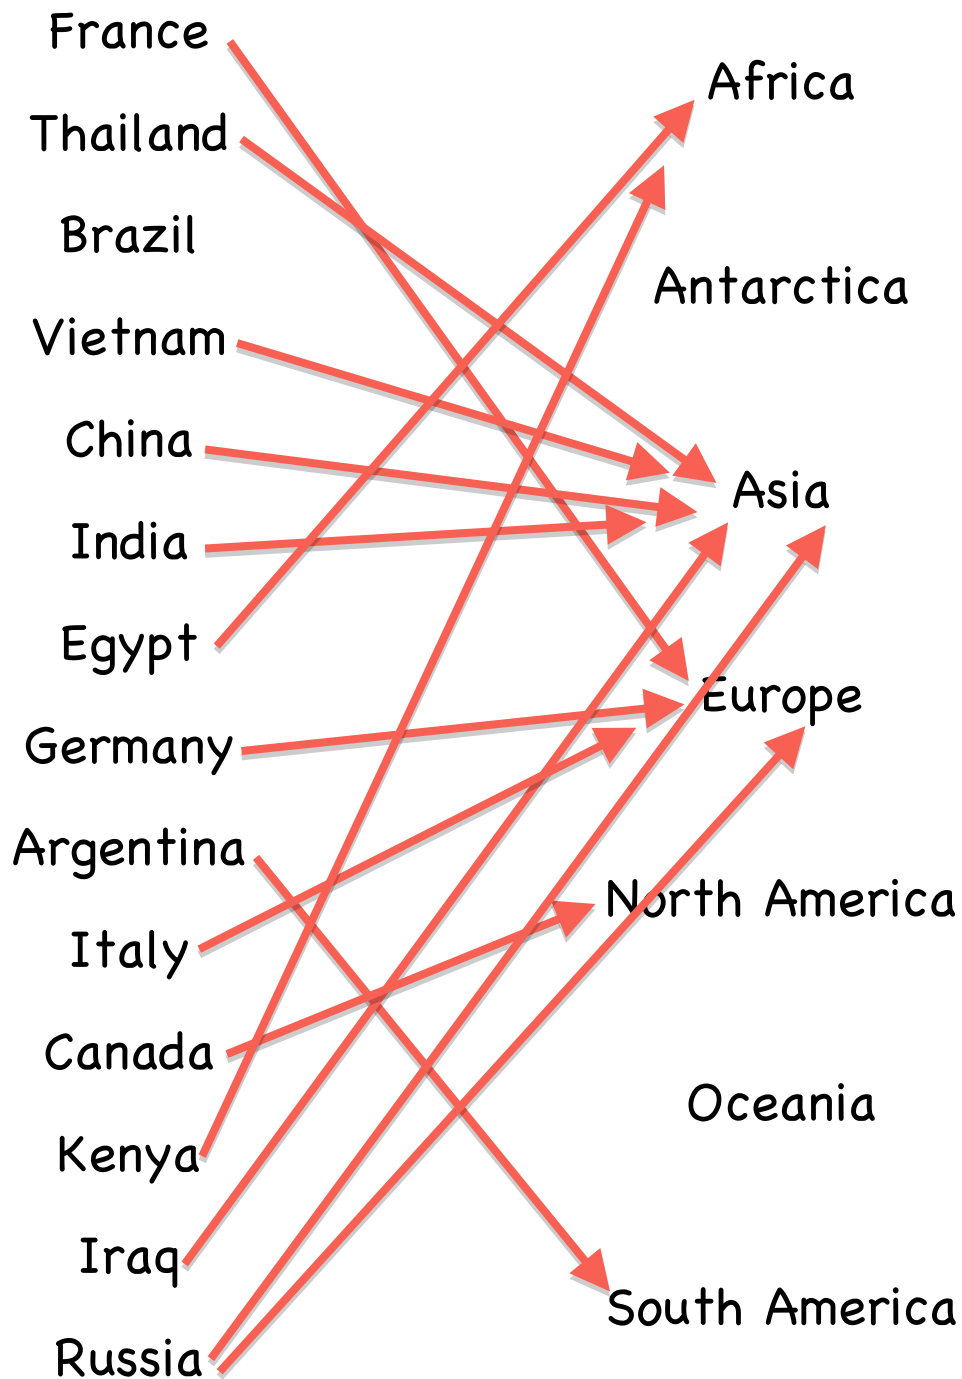 France
Thailand
Brazil
Vietnam
China
India
Egypt
Germany
Argentina
Italy
Canada
Kenya
Iraq
Russia
Africa
Antarctica
Asia
Europe
North America
Oceania
South America